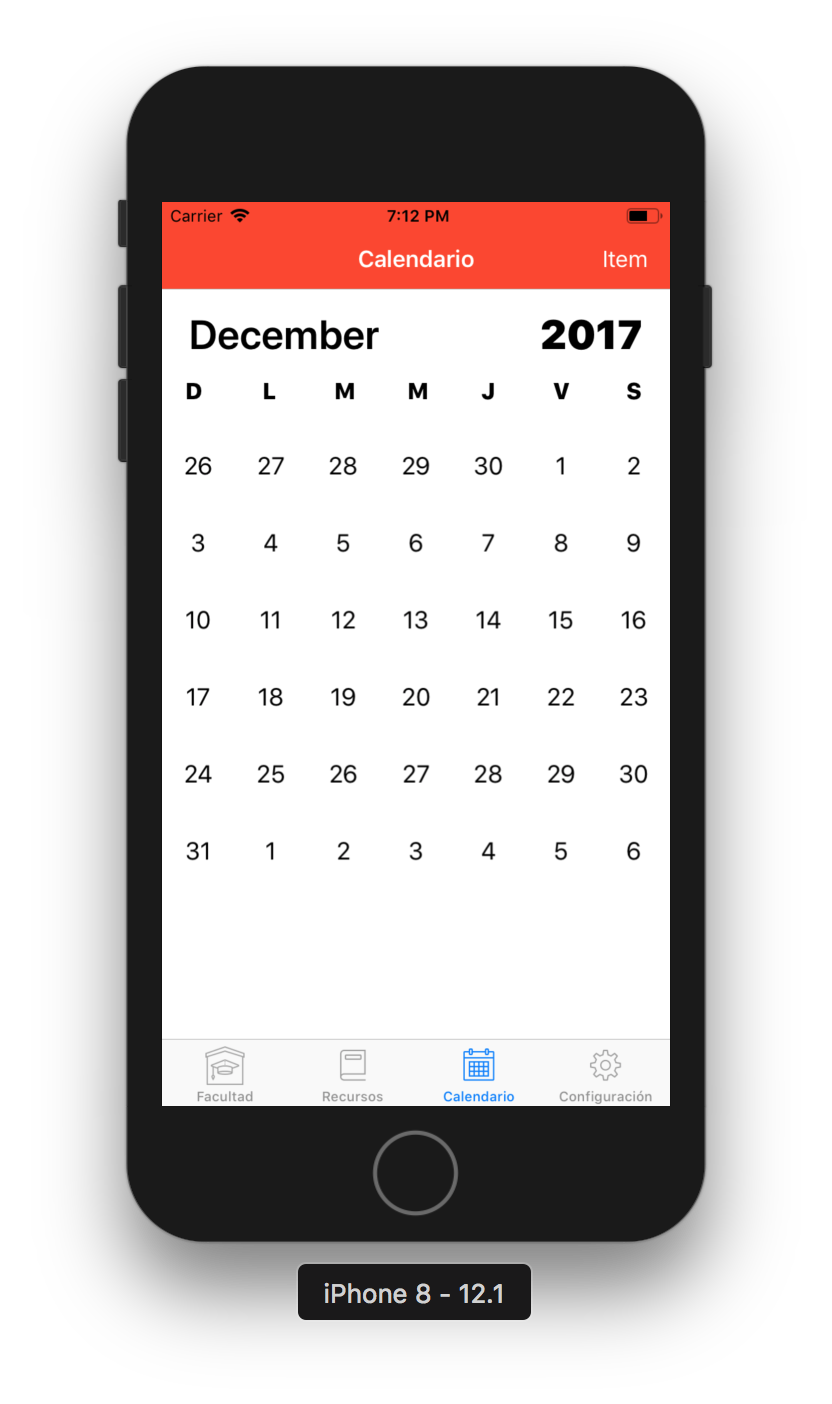 Carrier 7:12 PM
Calendario Item
December 2017
D L M M J V S
26 27 28 29 30 1 2
3 4 5 6 7 8 9
10 11 12 13 14 15 16
17 18 19 20 21 22 23
24 25 26 27 28 29 30
31 1 2 3 4 5 6
Facultad Recursos Calendario Configuración
iPhone 8 - 12.1